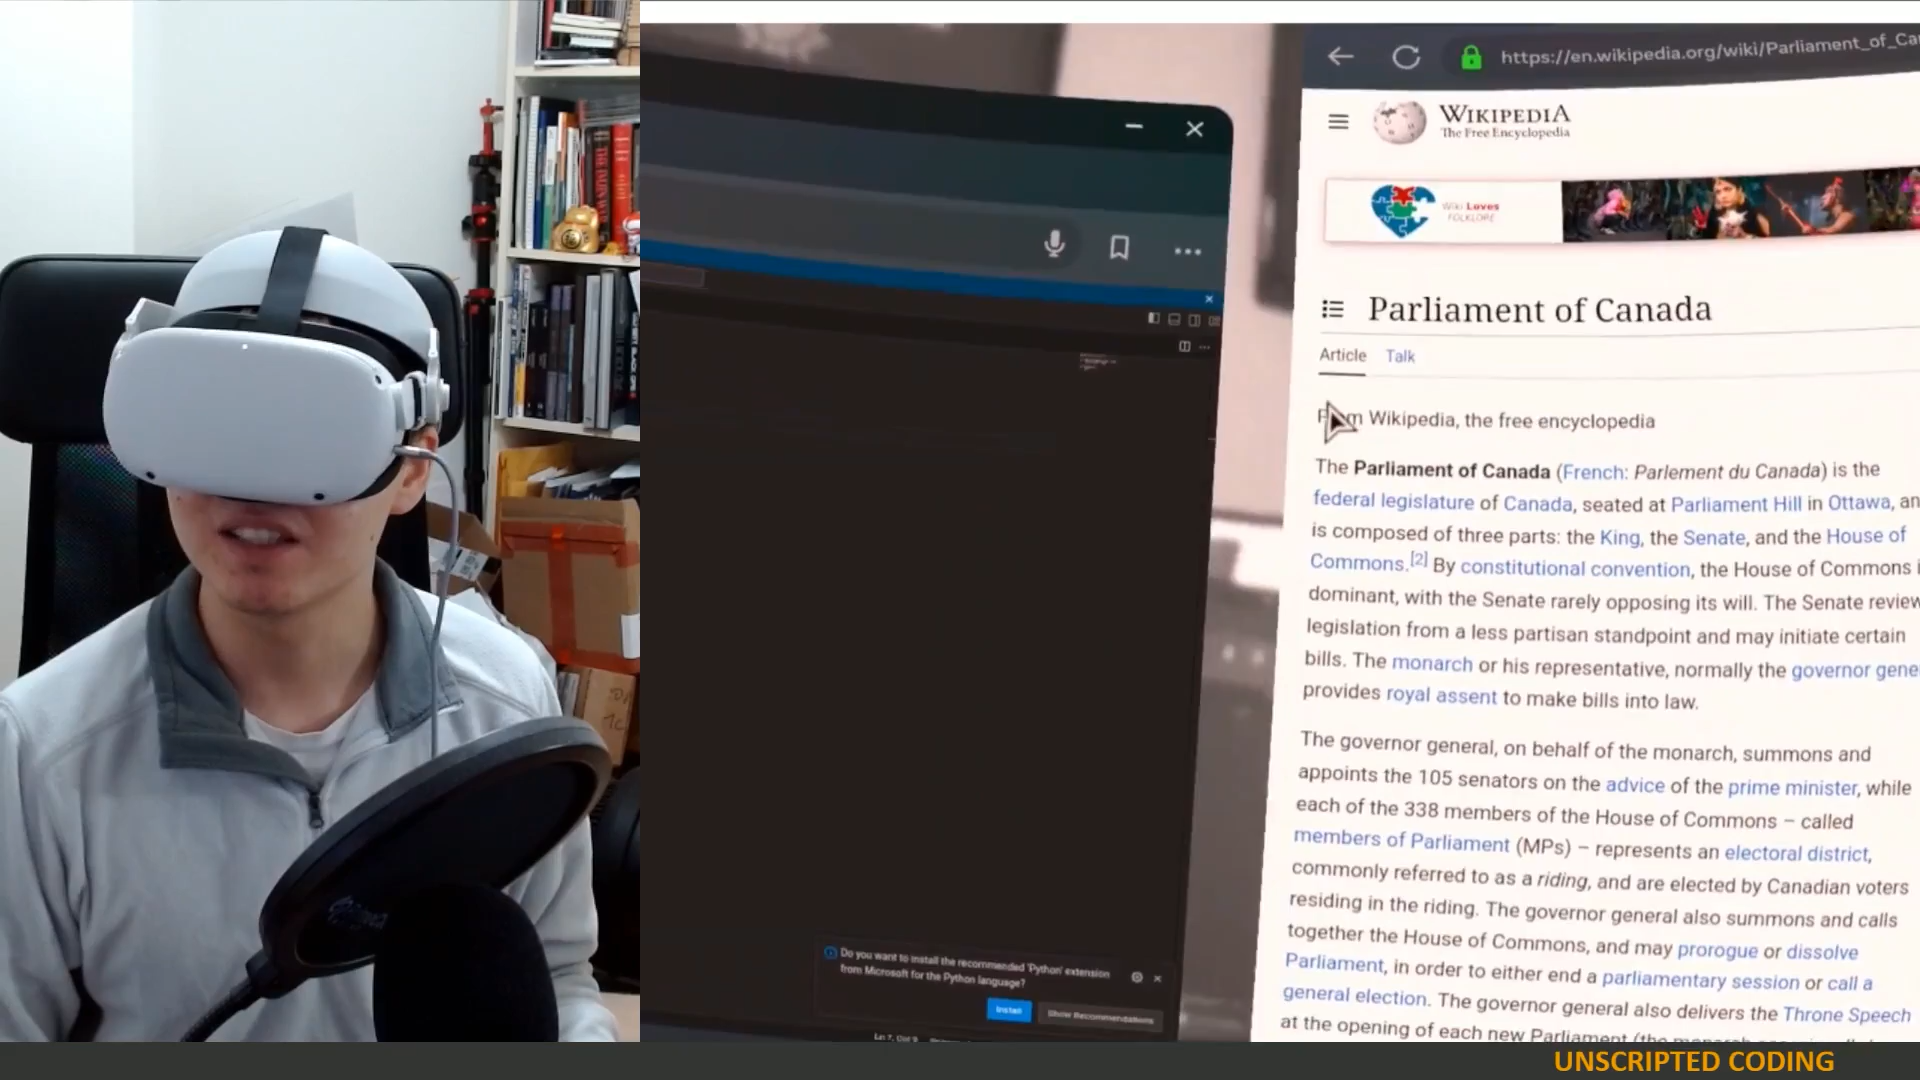 https://en.wikipedia.org/wiki/Parliament_of_Ca
WIKIPEDIA
The Free Encyclopedia
Wiki Loves
FOLKLORE
Parliament of Canada
Article Talk
From Wikipedia, the free encyclopedia
The Parliament of Canada (French: Parlement du Canada) is the
federal legislature of Canada, seated at Parliament Hill in Ottawa, an
is composed of three parts: the King, the Senate, and the House of
Commons.[2] By constitutional convention, the House of Commons i
dominant, with the Senate rarely opposing its will. The Senate review
legislation from a less partisan standpoint and may initiate certain
bills. The monarch or his representative, normally the governor gene
provides royal assent to make bills into law.
The governor general, on behalf of the monarch, summons and
appoints the 105 senators on the advice of the prime minister, while
each of the 338 members of the House of Commons – called
members of Parliament (MPs) – represents an electoral district,
commonly referred to as a riding, and are elected by Canadian voters
residing in the riding. The governor general also summons and calls
together the House of Commons, and may prorogue or dissolve
Parliament, in order to either end a parliamentary session or call a
general election. The governor general also delivers the Throne Speech
at the opening of each new Parliament (the monarch
Do you want to install the recommended 'Python' extension
from Microsoft for the Python language?
Install Show Recommendations
UNSCRIPTED CODING